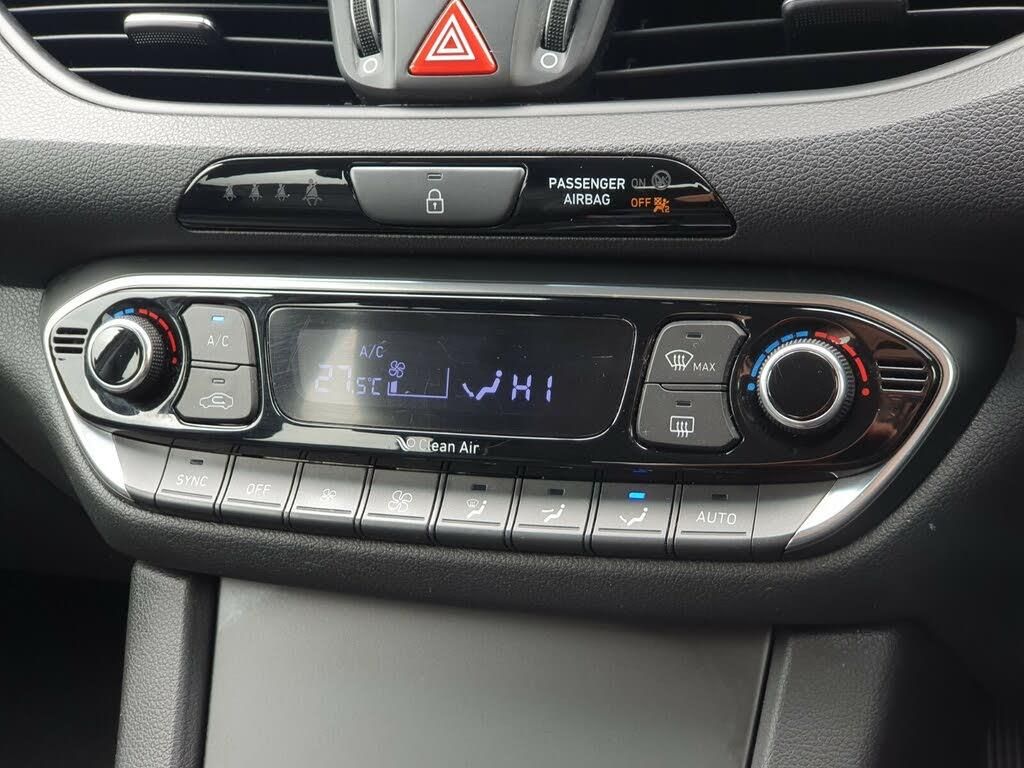 PASSENGER ON
AIRBAG OFF
A/C
A/C
27.5°C HI
MAX
Clean Air
SYNC
OFF
AUTO